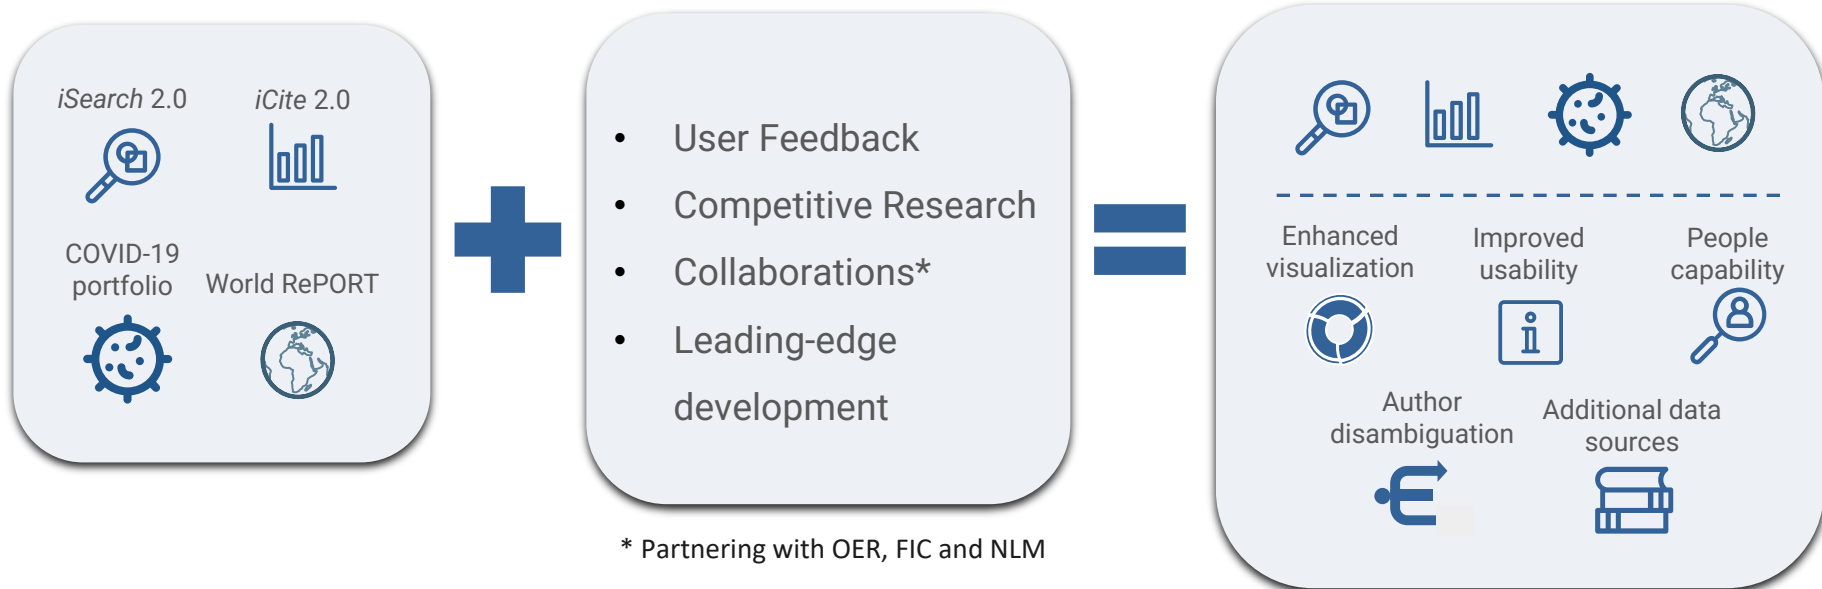 iSearch 2.0
iCite 2.0
COVID-19
portfolio
World RePORT
• User Feedback
• Competitive Research
• Collaborations*
• Leading-edge
development
* Partnering with OER, FIC and NLM
Enhanced
visualization
Improved
usability
People
capability
Author
disambiguation
Additional data
sources